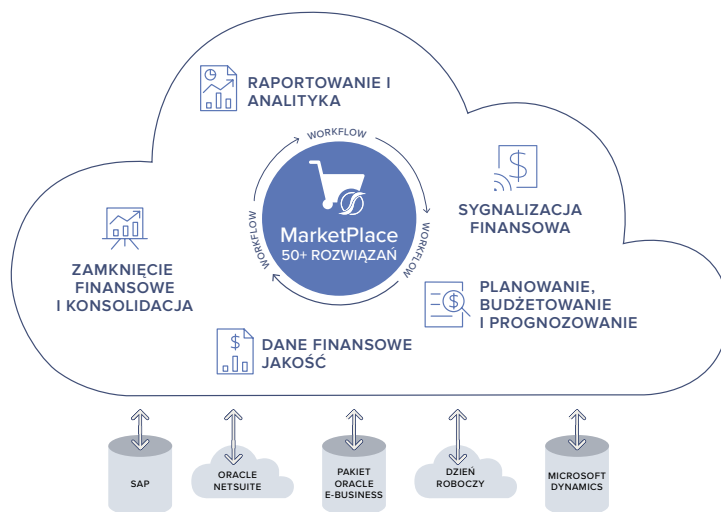 RAPORTOWANIE I
ANALITYKA
WORKFLOW
WORKFLOW
WORKFLOW
MarketPlace
50+ ROZWIĄZAŃ
SYGNALIZACJA
FINANSOWA
ZAMKNIĘCIE
FINANSOWE
I KONSOLIDACJA
PLANOWANIE,
BUDŻETOWANIE
I PROGNOZOWANIE
DANE FINANSOWE
JAKOŚĆ
SAP
ORACLE
NETSUITE
PAKIET
ORACLE
E-BUSINESS
DZIEŃ
ROBOCZY
MICROSOFT
DYNAMICS